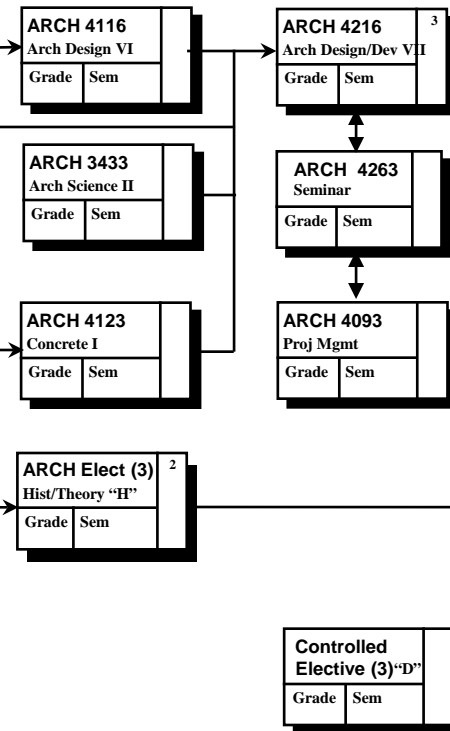 ARCH 4116
Arch Design VI
Grade Sem
ARCH 4216
Arch Design/Dev VII
3
Grade Sem
ARCH 3433
Arch Science II
Grade Sem
ARCH 4263
Seminar
Grade Sem
ARCH 4123
Concrete I
Grade Sem
ARCH 4093
Proj Mgmt
Grade Sem
ARCH Elect (3)
Hist/Theory “H”
2
Grade Sem
Controlled
Elective (3)“D”
Grade Sem